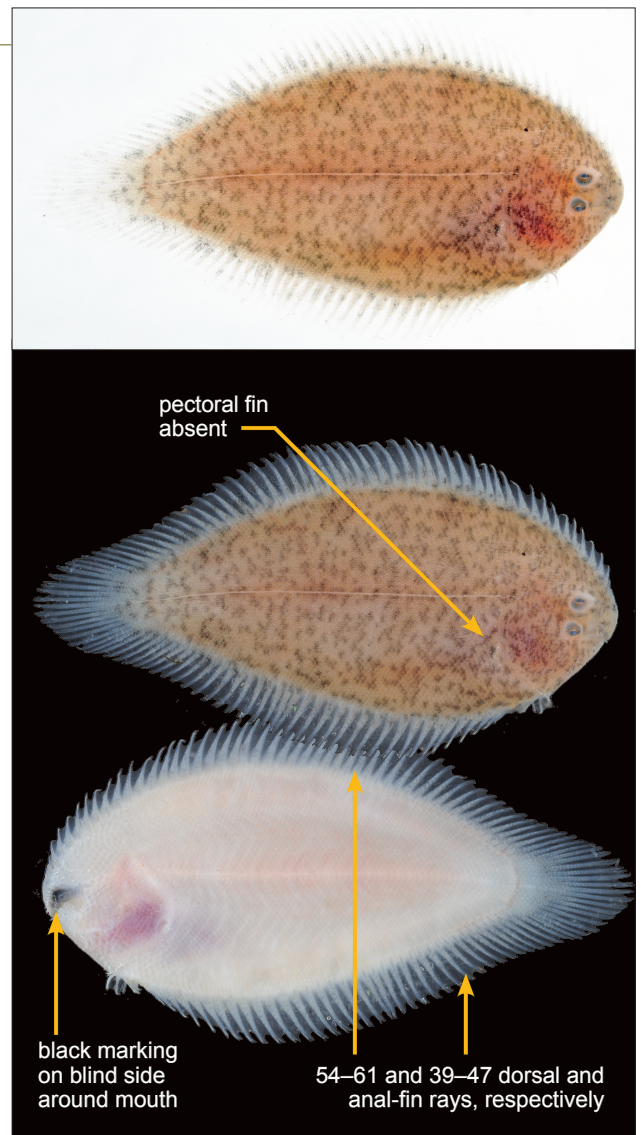 pectoral fin
absent
black marking
on blind side
around mouth
54–61 and 39–47 dorsal and
anal-fin rays, respectively